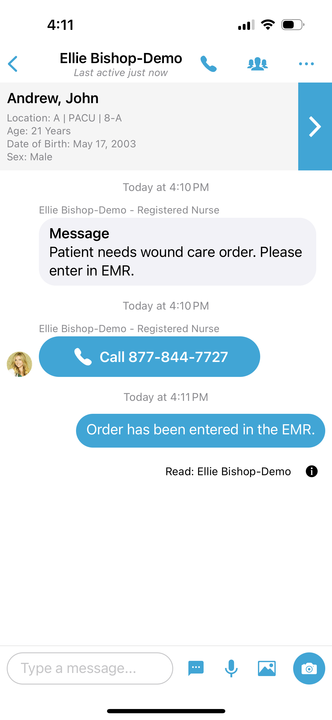 4:11
Ellie Bishop-Demo
Last active just now
Andrew, John
Location: A | PACU | 8-A
Age: 21 Years
Date of Birth: May 17, 2003
Sex: Male
Today at 4:10 PM
Ellie Bishop-Demo - Registered Nurse
Message
Patient needs wound care order. Please
enter in EMR.
Today at 4:10 PM
Ellie Bishop-Demo - Registered Nurse
Call 877-844-7727
Today at 4:11 PM
Order has been entered in the EMR.
Read: Ellie Bishop-Demo
Type a message...